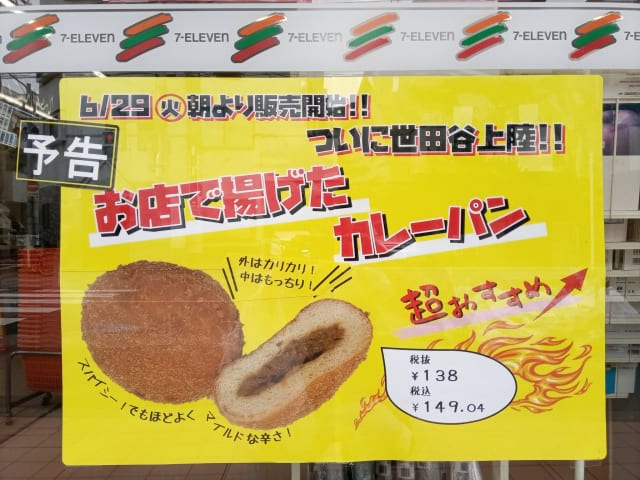 7-ELEVEN 7-ELEVEN 7-ELEVEN 7-ELEVEN 7-ELEVEN
6/29 火 朝より販売開始!!
ついに世田谷上陸!!
予告
お店で揚げた
カレーパン
外はカリカリ!
中はもっちり!
超おすすめ
スパイシー!でもほどよく マイルドな辛さ!
税抜
¥138
税込
¥149.04